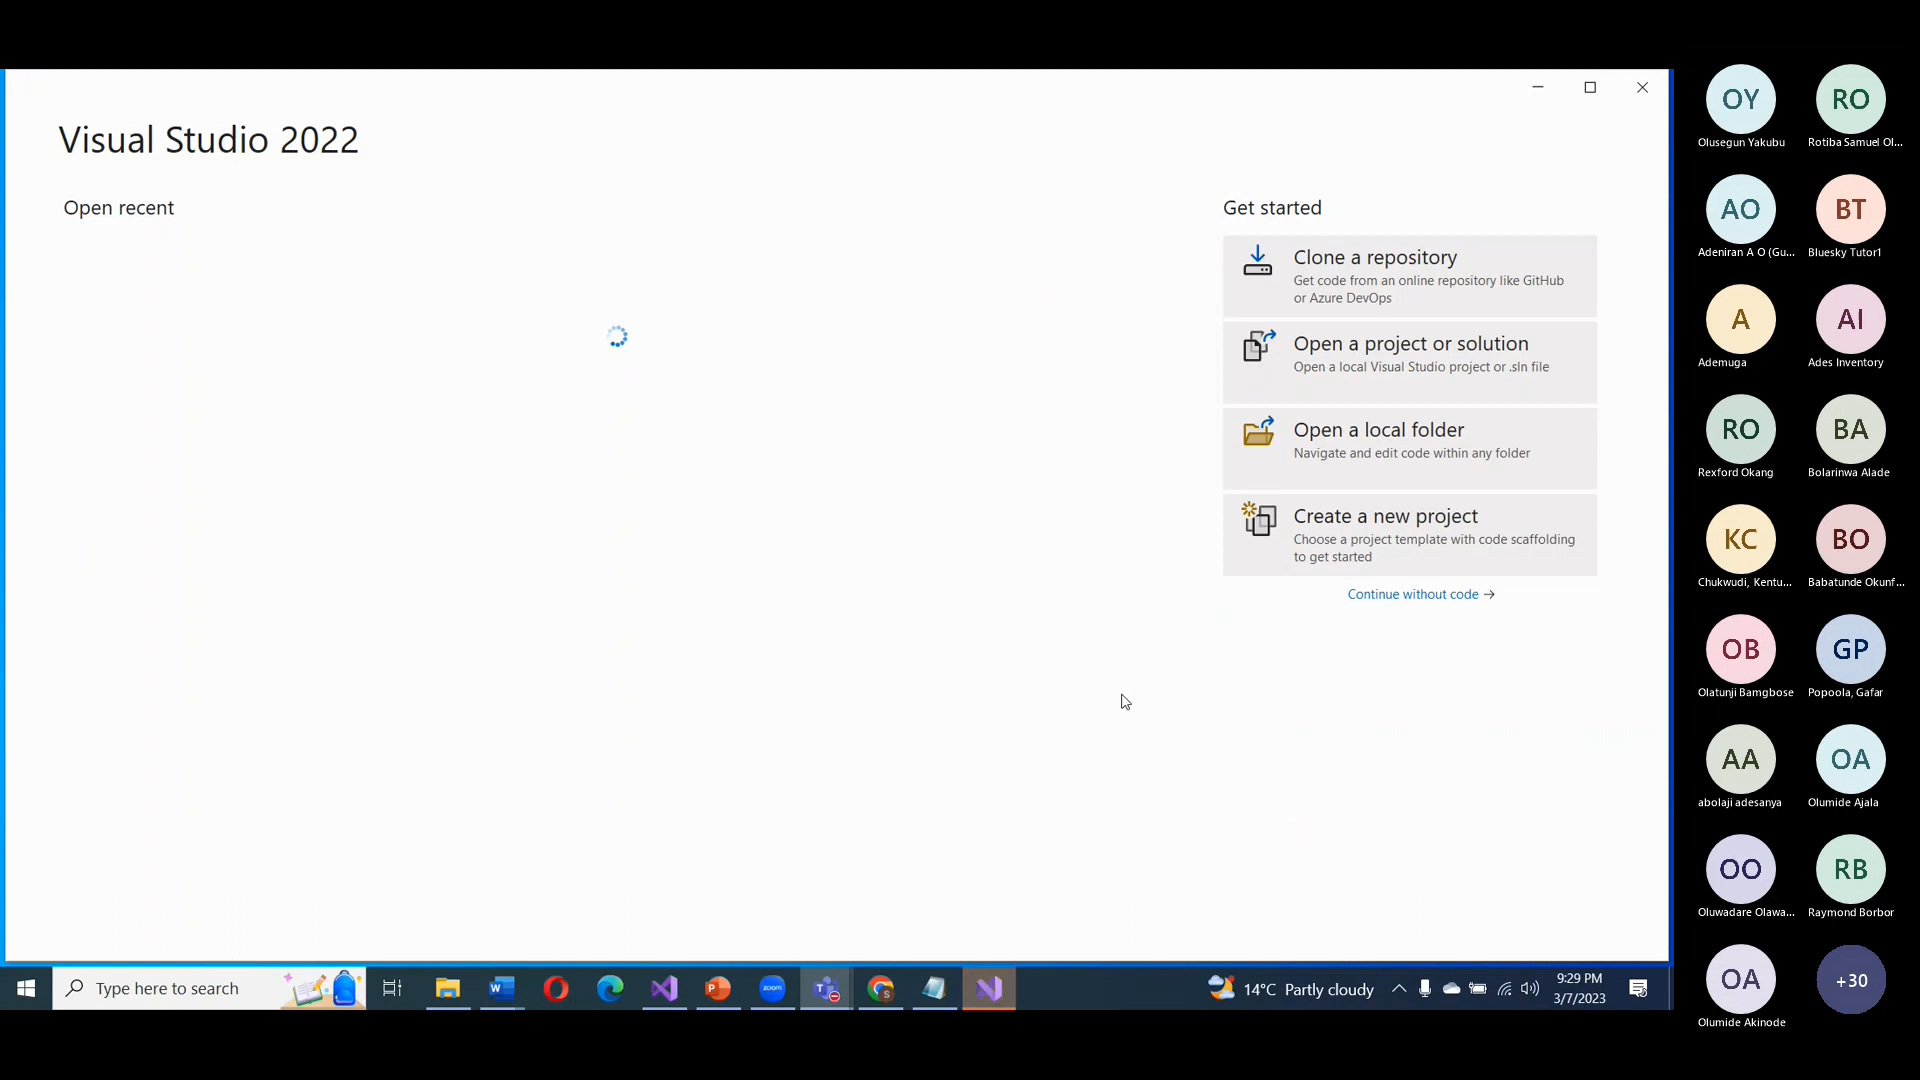 Visual Studio 2022
Open recent
Get started
Clone a repository
Get code from an online repository like GitHub
or Azure DevOps
Open a project or solution
Open a local Visual Studio project or .sln file
Open a local folder
Navigate and edit code within any folder
Create a new project
Choose a project template with code scaffolding
to get started
Continue without code →
Type here to search
W
zoom
T
S
14°C Partly cloudy
9:29 PM
3/7/2023
OY
Olusegun Yakubu
RO
Rotiba Samuel Ol...
AO
Adeniran A O (Gu...
BT
Bluesky Tutor1
A
Ademuga
AI
Ades Inventory
RO
Rexford Okang
BA
Bolarinwa Alade
KC
Chukwudi, Kentu...
BO
Babatunde Okunf...
OB
Olatunji Bamgbose
GP
Popoola, Gafar
AA
abolaji adesanya
OA
Olumide Ajala
OO
Oluwadare Olawa...
RB
Raymond Borbor
OA
Olumide Akinode
+30